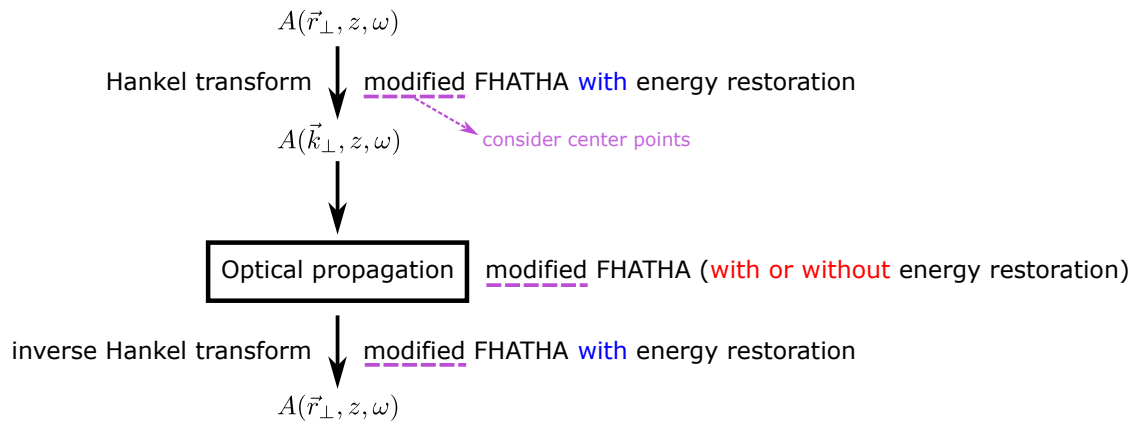 A(r⃗⊥, z, ω)
Hankel transform modified FHATHA with energy restoration
consider center points
A(k⃗⊥, z, ω)
Optical propagation modified FHATHA (with or without energy restoration)
inverse Hankel transform modified FHATHA with energy restoration
A(r⃗⊥, z, ω)